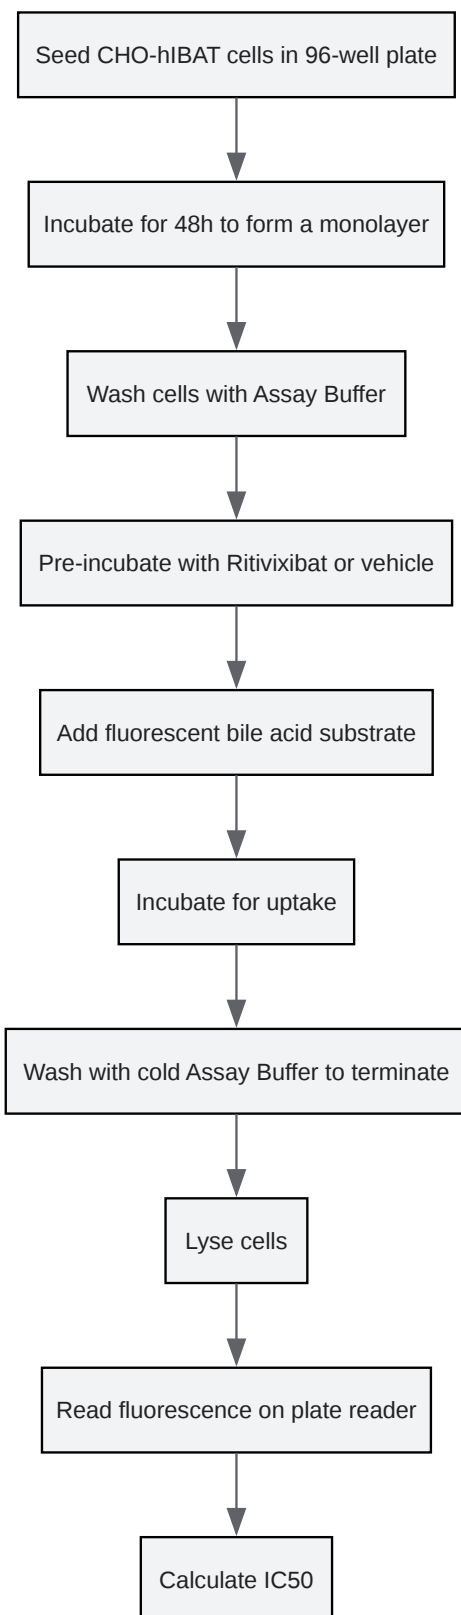 Seed CHO-hIBAT cells in 96-well plate
Incubate for 48h to form a monolayer
Wash cells with Assay Buffer
Pre-incubate with Ritivixibat or vehicle
Add fluorescent bile acid substrate
Incubate for uptake
Wash with cold Assay Buffer to terminate
Lyse cells
Read fluorescence on plate reader
Calculate IC50